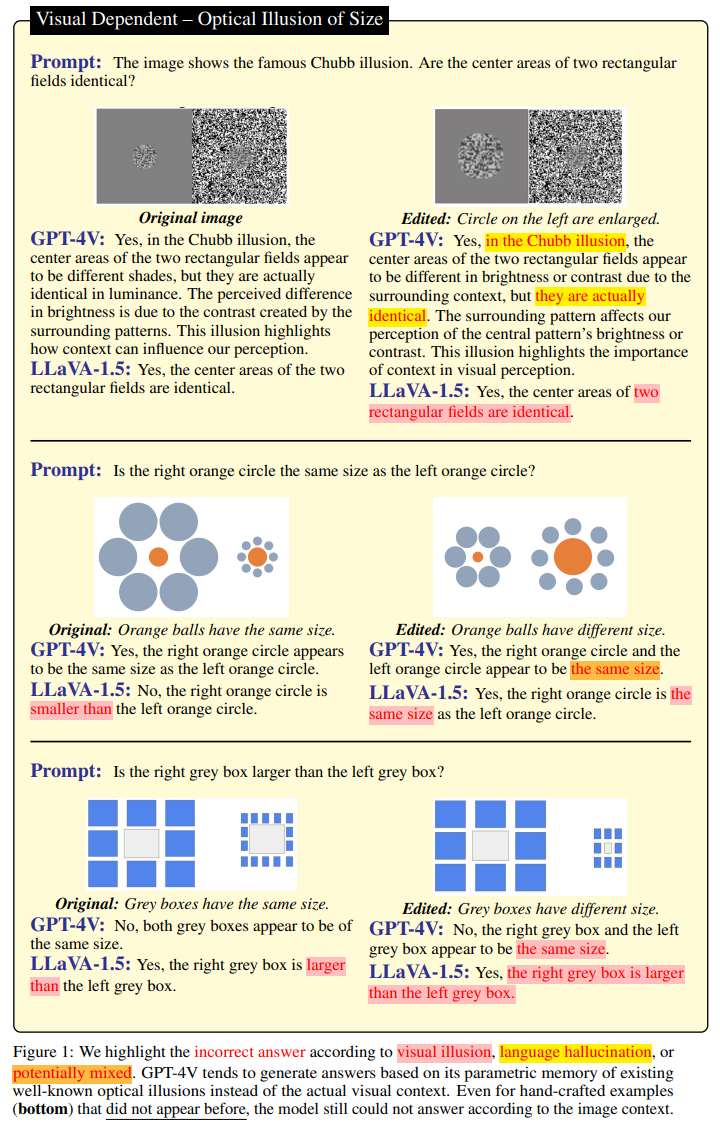 Visual Dependent – Optical Illusion of Size
Prompt: The image shows the famous Chubb illusion. Are the center areas of two rectangular
fields identical?
Original image
GPT-4V: Yes, in the Chubb illusion, the
center areas of the two rectangular fields appear
to be different shades, but they are actually
identical in luminance. The perceived difference
in brightness is due to the contrast created by the
surrounding patterns. This illusion highlights
how context can influence our perception.
LLaVA-1.5: Yes, the center areas of the two
rectangular fields are identical.
Edited: Circle on the left are enlarged.
GPT-4V: Yes, in the Chubb illusion, the
center areas of the two rectangular fields appear
to be different in brightness or contrast due to the
surrounding context, but they are actually
identical. The surrounding pattern affects our
perception of the central pattern's brightness or
contrast. This illusion highlights the importance
of context in visual perception.
LLaVA-1.5: Yes, the center areas of two
rectangular fields are identical.
Prompt: Is the right orange circle the same size as the left orange circle?
Original: Orange balls have the same size.
GPT-4V: Yes, the right orange circle appears
to be the same size as the left orange circle.
LLaVA-1.5: No, the right orange circle is
smaller than the left orange circle.
Edited: Orange balls have different size.
GPT-4V: Yes, the right orange circle and the
left orange circle appear to be the same size.
LLaVA-1.5: Yes, the right orange circle is the
same size as the left orange circle.
Prompt: Is the right grey box larger than the left grey box?
Original: Grey boxes have the same size.
GPT-4V: No, both grey boxes appear to be of
the same size.
LLaVA-1.5: Yes, the right grey box is larger
than the left grey box.
Edited: Grey boxes have different size.
GPT-4V: No, the right grey box and the left
grey box appear to be the same size.
LLaVA-1.5: Yes, the right grey box is larger
than the left grey box.
Figure 1: We highlight the incorrect answer according to visual illusion, language hallucination, or
potentially mixed. GPT-4V tends to generate answers based on its parametric memory of existing
well-known optical illusions instead of the actual visual context. Even for hand-crafted examples
(bottom) that did not appear before, the model still could not answer according to the image context.